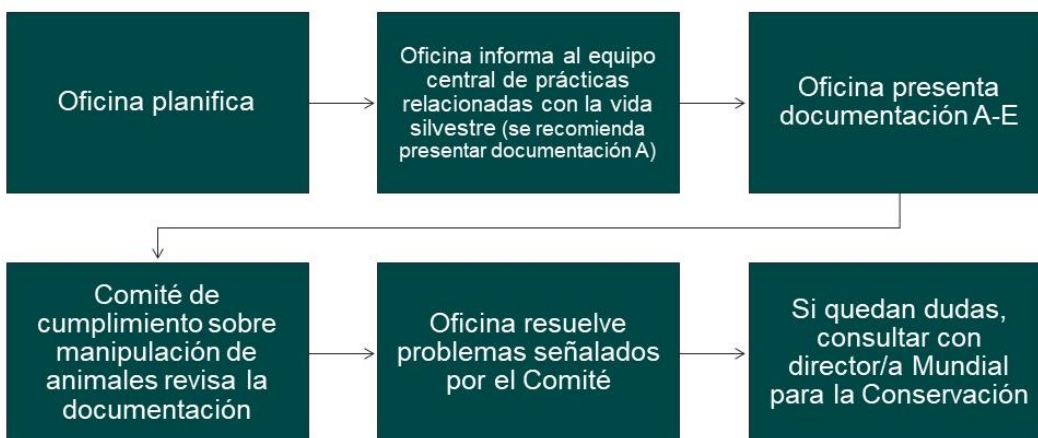 Oficina planifica
Oficina informa al equipo
central de prácticas
relacionadas con la vida
silvestre (se recomienda
presentar documentación A)
Oficina presenta
documentación A-E
Comité de
cumplimiento sobre
manipulación de
animales revisa la
documentación
Oficina resuelve
problemas señalados
por el Comité
Si quedan dudas,
consultar con
director/a Mundial
para la Conservación